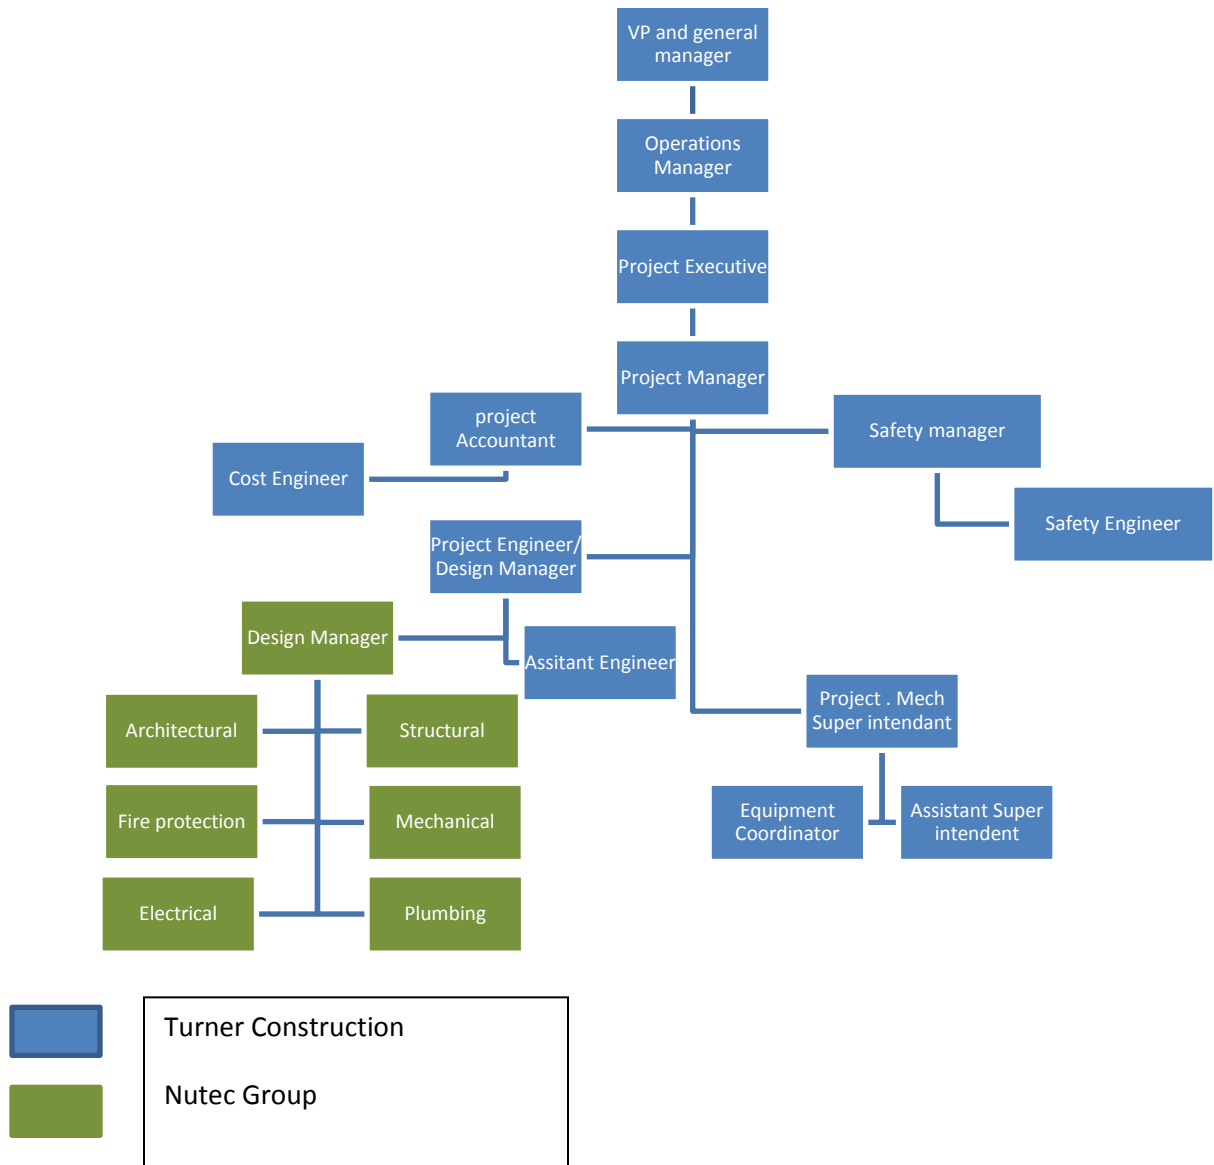 VP and general
manager
Operations
Manager
Project Executive
Project Manager
project
Accountant
Safety manager
Cost Engineer
Safety Engineer
Project Engineer/
Design Manager
Design Manager
Assitant Engineer
Project . Mech
Super intendant
Architectural
Structural
Equipment
Coordinator
Assistant Super
intendent
Fire protection
Mechanical
Electrical
Plumbing
Turner Construction
Nutec Group